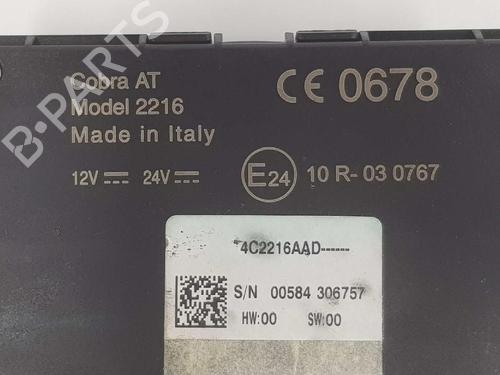 B-PARTS
Cobra AT
Model 2216
Made in Italy
12V 24V
CE 0678
E24 10 R-03 0767
4C2216AAD------
S/N 00584 306757
HW:00 SW:00